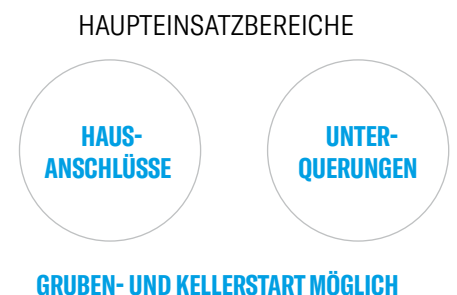 HAUPTEINSATZBEREICHE
HAUS-
ANSCHLÜSSE
UNTER-
QUERUNGEN
GRUBEN- UND KELLERSTART MÖGLICH